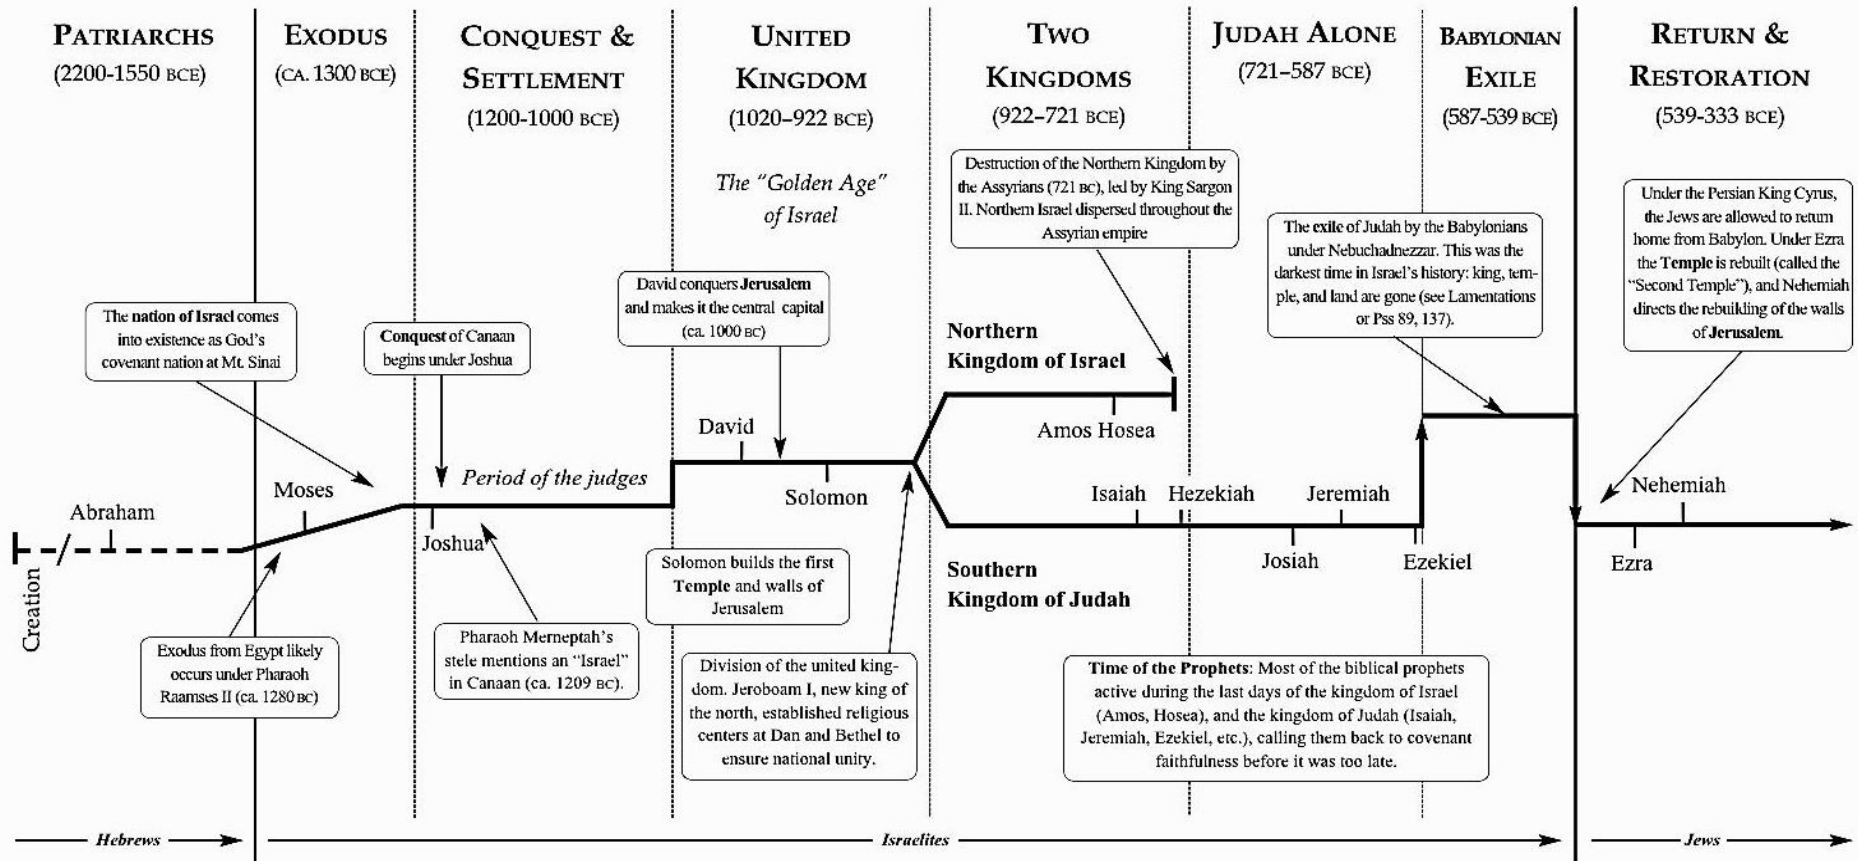 PATRIARCHS
(2200-1550 BCE)
EXODUS
(CA. 1300 BCE)
CONQUEST &
SETTLEMENT
(1200-1000 BCE)
UNITED
KINGDOM
(1020–922 BCE)
TWO
KINGDOMS
(922–721 BCE)
JUDAH ALONE
(721–587 BCE)
BABYLONIAN
EXILE
(587-539 BCE)
RETURN &
RESTORATION
(539-333 BCE)
The "Golden Age"
of Israel
Destruction of the Northern Kingdom by
the Assyrians (721 BC), led by King Sargon
II. Northern Israel dispersed throughout the
Assyrian empire
The exile of Judah by the Babylonians
under Nebuchadnezzar. This was the
darkest time in Israel's history: king, tem-
ple, and land are gone (see Lamentations
or Pss 89, 137).
Under the Persian King Cyrus,
the Jews are allowed to return
home from Babylon. Under Ezra
the Temple is rebuilt (called the
"Second Temple"), and Nehemiah
directs the rebuilding of the walls
of Jerusalem.
The nation of Israel comes
into existence as God's
covenant nation at Mt. Sinai
Conquest of Canaan
begins under Joshua
David conquers Jerusalem
and makes it the central capital
(ca. 1000 BC)
Northern
Kingdom of Israel
Creation
Abraham
Moses
Joshua
Period of the judges
David
Solomon
Amos Hosea
Isaiah
Hezekiah
Jeremiah
Josiah
Ezekiel
Nehemiah
Ezra
Southern
Kingdom of Judah
Exodus from Egypt likely
occurs under Pharaoh
Raamses II (ca. 1280 BC)
Pharaoh Merneptah's
stele mentions an "Israel"
in Canaan (ca. 1209 BC).
Solomon builds the first
Temple and walls of
Jerusalem
Division of the united king-
dom. Jeroboam I, new king of
the north, established religious
centers at Dan and Bethel to
ensure national unity.
Time of the Prophets: Most of the biblical prophets
active during the last days of the kingdom of Israel
(Amos, Hosea), and the kingdom of Judah (Isaiah,
Jeremiah, Ezekiel, etc.), calling them back to covenant
faithfulness before it was too late.
Hebrews
Israelites
Jews